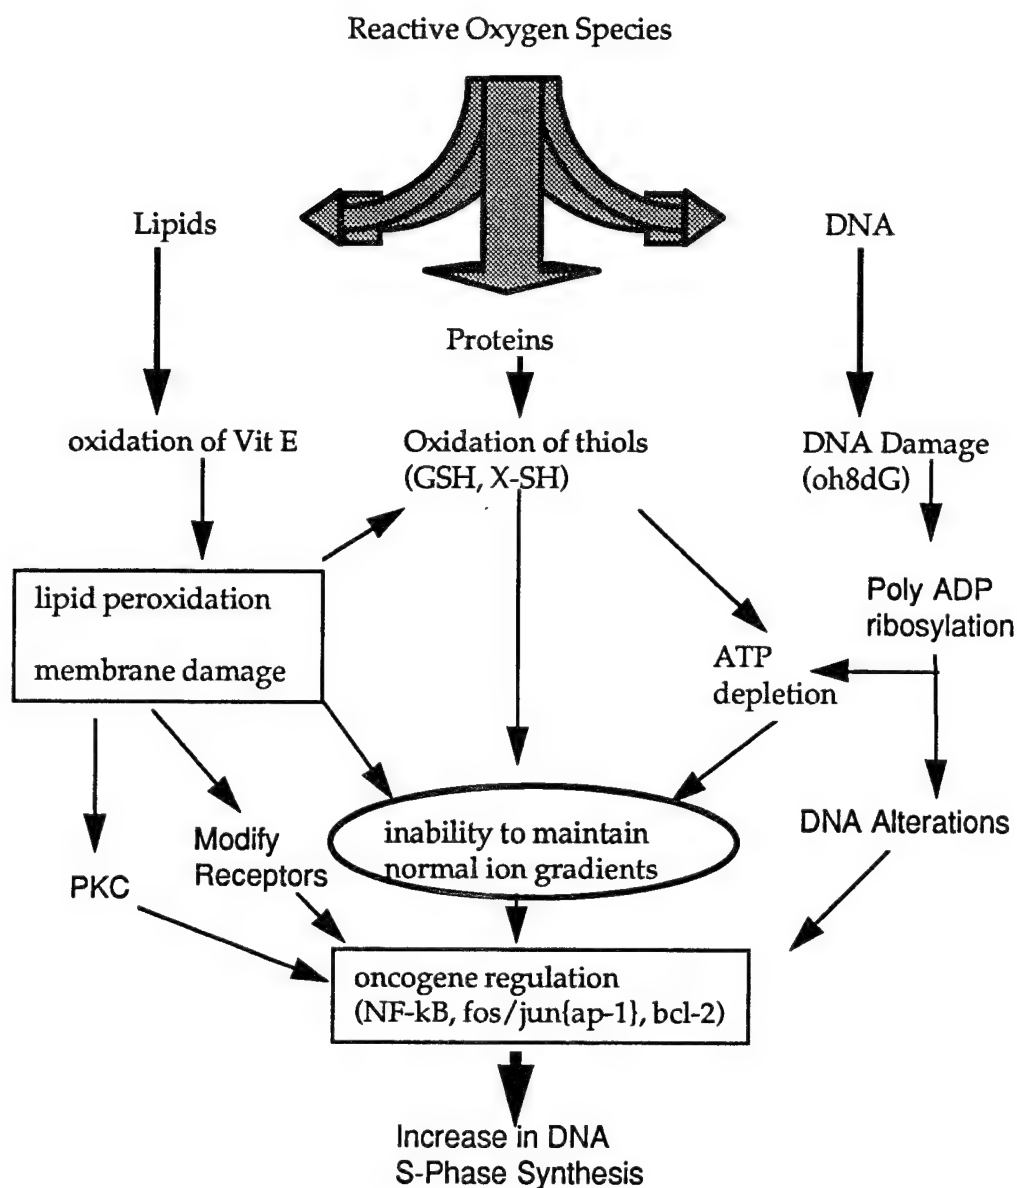 Reactive Oxygen Species
Lipids
DNA
Proteins
oxidation of Vit E
Oxidation of thiols
(GSH, X-SH)
DNA Damage
(oh8dG)
lipid peroxidation
membrane damage
Poly ADP
ribosylation
ATP
depletion
Modify
Receptors
PKC
inability to maintain
normal ion gradients
DNA Alterations
oncogene regulation
(NF-kB, fos/jun{ap-1}, bcl-2)
Increase in DNA
S-Phase Synthesis